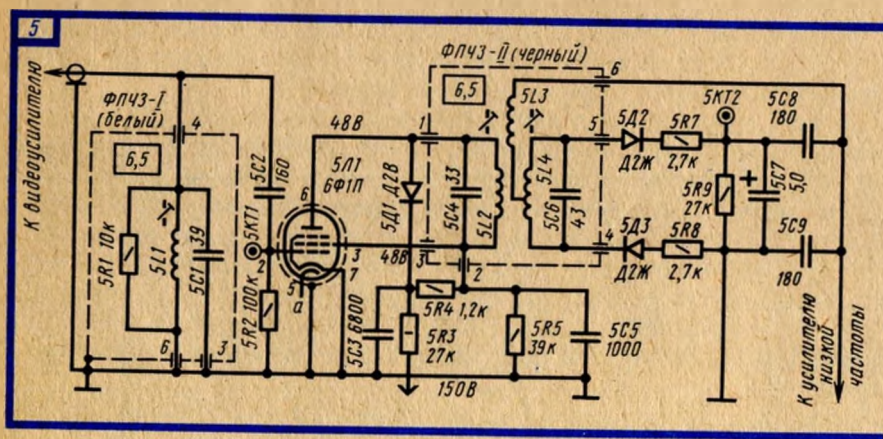 5
К видеоусилителю
ФПЧЗ-I
(белый)
4
6,5
5R1 10к
5L1
5C1 39
6
3
5C2
160
5КТ1
2
5R2 100к
5Л1
6Ф1П
6
3
7
5
а
48В
48В
5Д1 Д2В
5C3 6800
5R3
27к
5R4 1,2к
150В
ФПЧЗ-II (черный)
6,5
1
3
2
5C4
33
5L2
5L3
5L4
5C6
43
6
5
4
5R5
39к
5C5
1000
5Д2
Д2Ж
5R7
2,7к
5Д3
Д2Ж
5R8
2,7к
5КТ2
5R9
27к
+
5C7
5,0
5C8
180
5C9
180
К усилителю
низкой
частоты